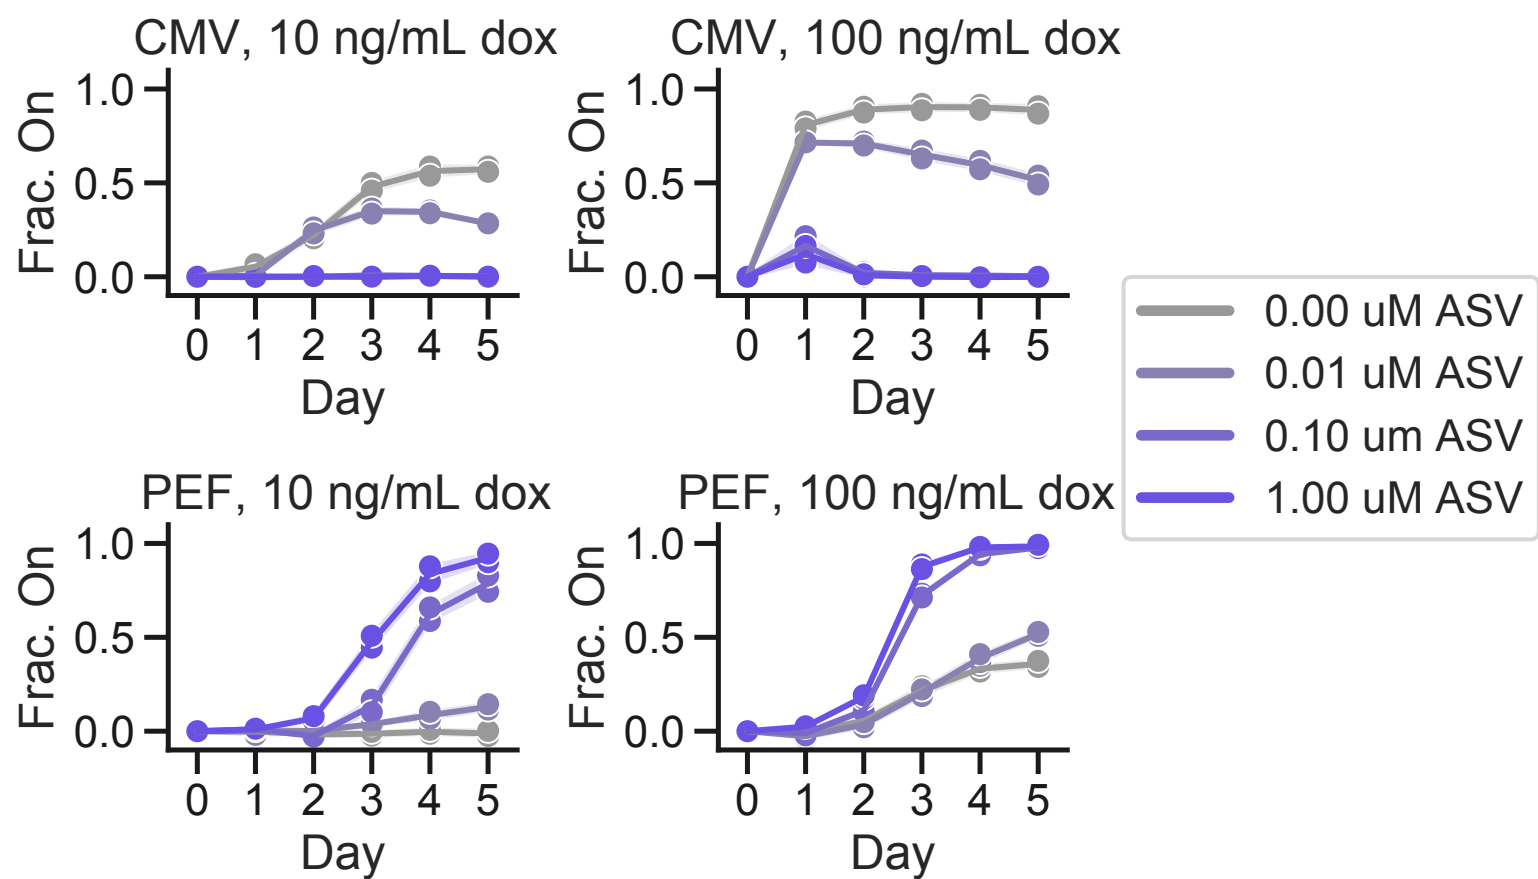 CMV, 10 ng/mL dox
Frac. On
1.0
0.5
0.0
0 1 2 3 4 5
Day
CMV, 100 ng/mL dox
Frac. On
1.0
0.5
0.0
0 1 2 3 4 5
Day
PEF, 10 ng/mL dox
Frac. On
1.0
0.5
0.0
0 1 2 3 4 5
Day
PEF, 100 ng/mL dox
Frac. On
1.0
0.5
0.0
0 1 2 3 4 5
Day
0.00 uM ASV
0.01 uM ASV
0.10 um ASV
1.00 uM ASV